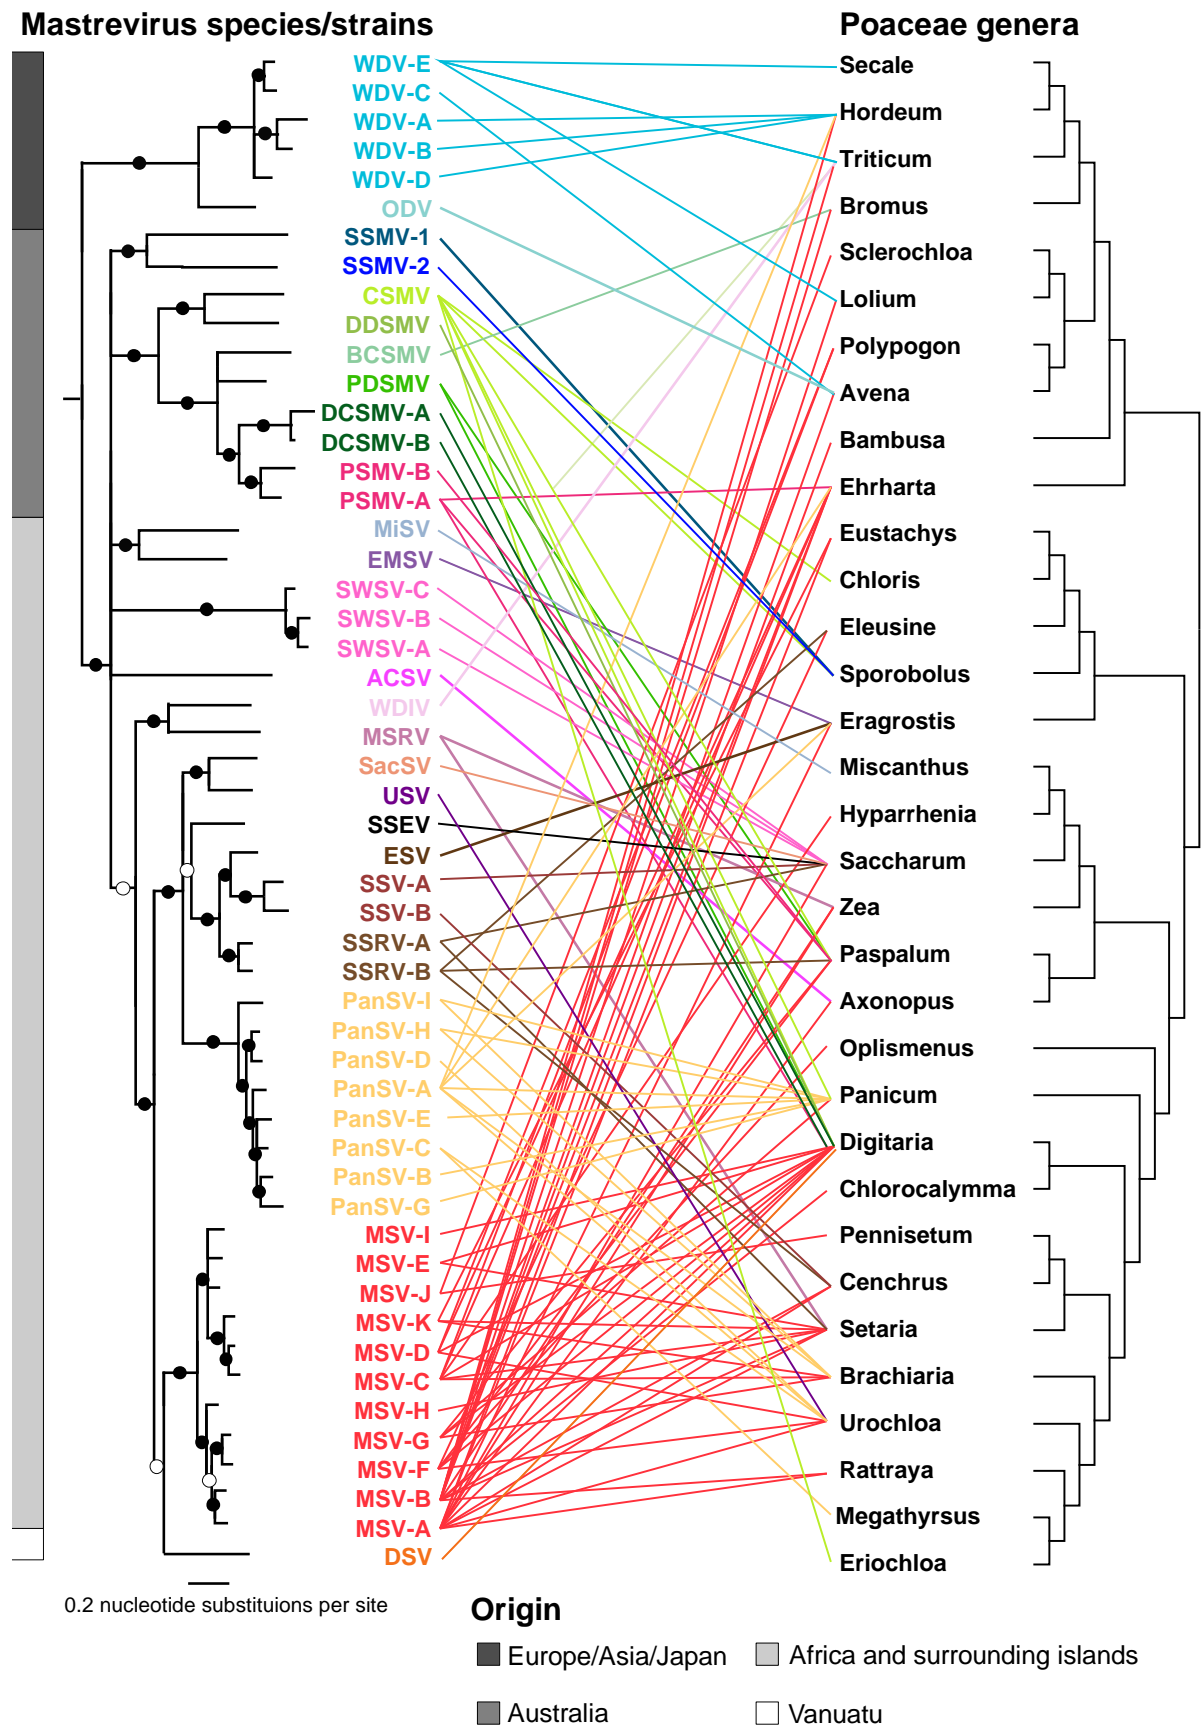 Mastrevirus species/strains
Poaceae genera
WDV-E
WDV-C
WDV-A
WDV-B
WDV-D
ODV
SSMV-1
SSMV-2
CSMV
DDSMV
BCSMV
PDSMV
DCSMV-A
DCSMV-B
PSMV-B
PSMV-A
MiSV
EMSV
SWSV-C
SWSV-B
SWSV-A
ACSV
WDIV
MSRV
SacSV
USV
SSEV
ESV
SSV-A
SSV-B
SSRV-A
SSRV-B
PanSV-I
PanSV-H
PanSV-D
PanSV-A
PanSV-E
PanSV-C
PanSV-B
PanSV-G
MSV-I
MSV-E
MSV-J
MSV-K
MSV-D
MSV-C
MSV-H
MSV-G
MSV-F
MSV-B
MSV-A
DSV
Secale
Hordeum
Triticum
Bromus
Sclerochloa
Lolium
Polypogon
Avena
Bambusa
Ehrharta
Eustachys
Chloris
Eleusine
Sporobolus
Eragrostis
Miscanthus
Hyparrhenia
Saccharum
Zea
Paspalum
Axonopus
Oplismenus
Panicum
Digitaria
Chlorocalymma
Pennisetum
Cenchrus
Setaria
Brachiaria
Urochloa
Rattraya
Megathyrsus
Eriochloa
0.2 nucleotide substituions per site
Origin
Europe/Asia/Japan
Africa and surrounding islands
Australia
Vanuatu